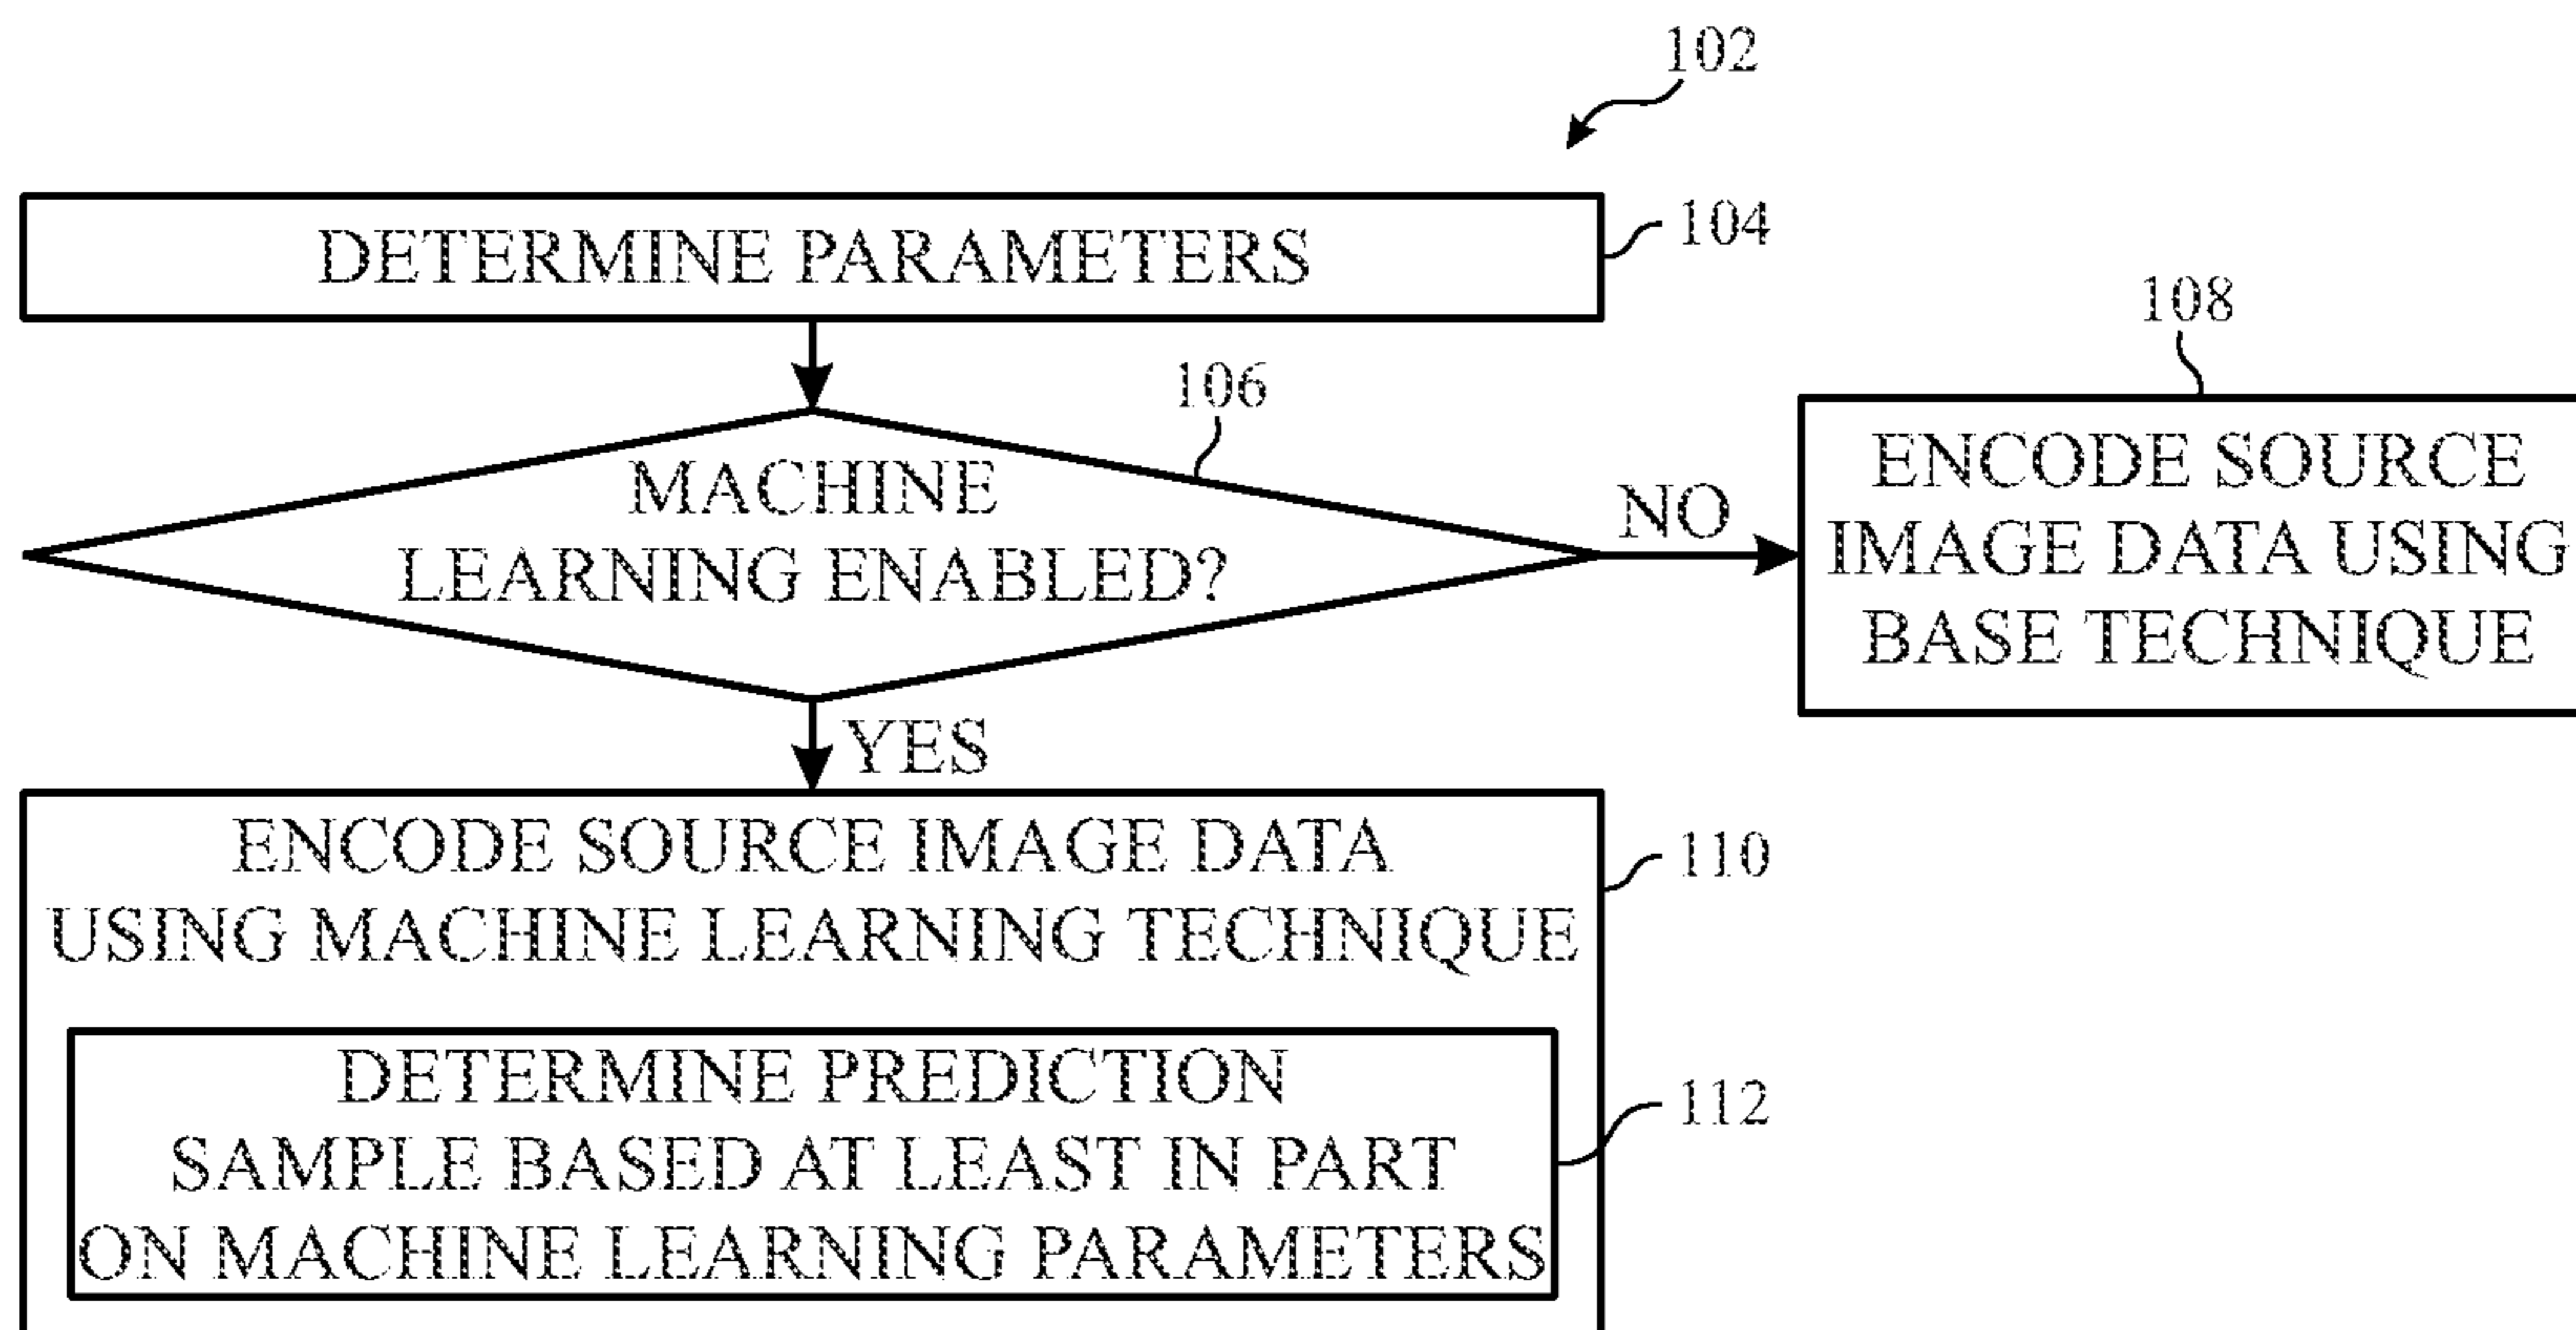 102
DETERMINE PARAMETERS
104
106
MACHINE
LEARNING ENABLED?
NO
108
ENCODE SOURCE
IMAGE DATA USING
BASE TECHNIQUE
YES
ENCODE SOURCE IMAGE DATA
USING MACHINE LEARNING TECHNIQUE
110
DETERMINE PREDICTION
SAMPLE BASED AT LEAST IN PART
ON MACHINE LEARNING PARAMETERS
112